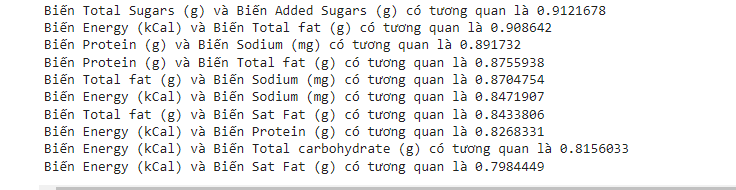 Biến Total Sugars (g) và Biến Added Sugars (g) có tương quan là 0.9121678
Biến Energy (kCal) và Biến Total fat (g) có tương quan là 0.908642
Biến Protein (g) và Biến Sodium (mg) có tương quan là 0.891732
Biến Protein (g) và Biến Total fat (g) có tương quan là 0.8755938
Biến Total fat (g) và Biến Sodium (mg) có tương quan là 0.8704754
Biến Energy (kCal) và Biến Sodium (mg) có tương quan là 0.8471907
Biến Total fat (g) và Biến Sat Fat (g) có tương quan là 0.8433806
Biến Energy (kCal) và Biến Protein (g) có tương quan là 0.8268331
Biến Energy (kCal) và Biến Total carbohydrate (g) có tương quan là 0.8156033
Biến Energy (kCal) và Biến Sat Fat (g) có tương quan là 0.7984449